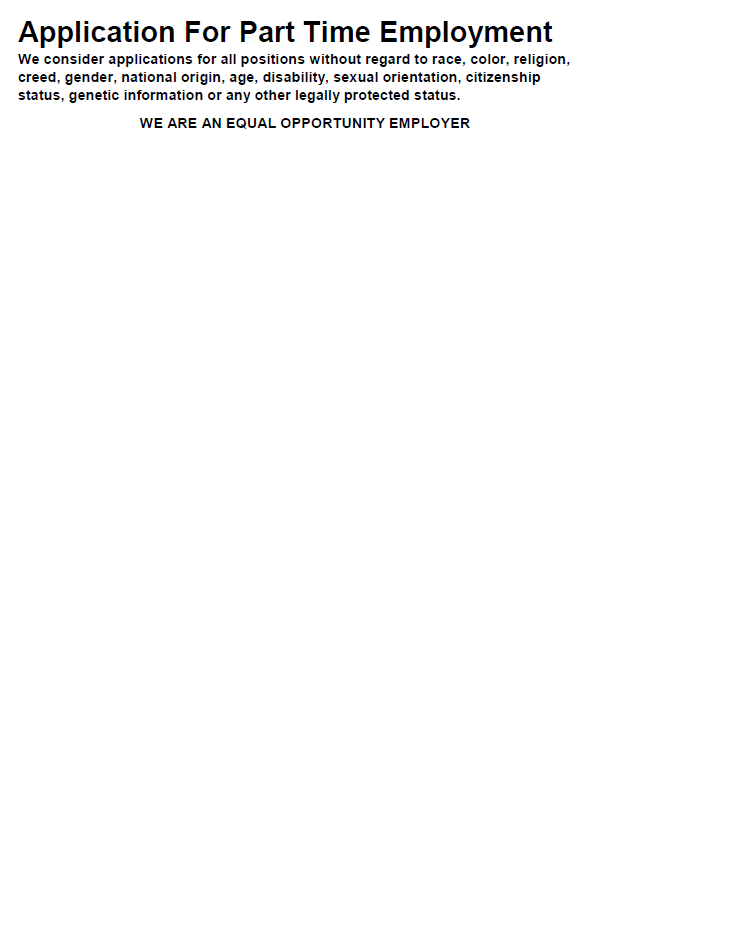 Application For Part Time Employment
We consider applications for all positions without regard to race, color, religion,
creed, gender, national origin, age, disability, sexual orientation, citizenship
status, genetic information or any other legally protected status.
WE ARE AN EQUAL OPPORTUNITY EMPLOYER